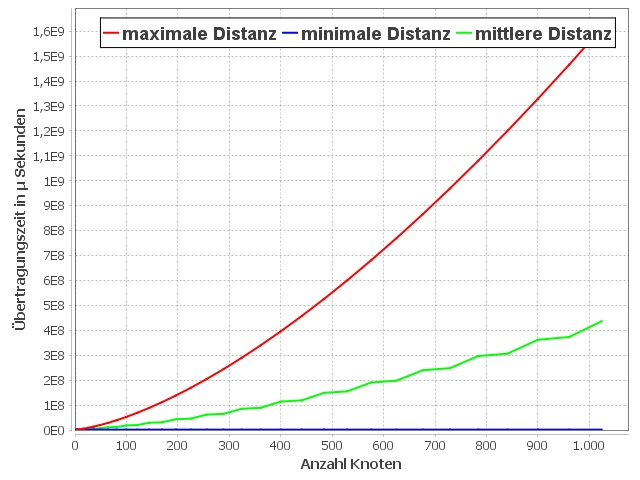 maximale Distanz minimale Distanz mittlere Distanz
1,6E9
1,5E9
1,4E9
1,3E9
1,2E9
1,1E9
1E9
9E8
8E8
7E8
6E8
5E8
4E8
3E8
2E8
1E8
0E0
Übertragungszeit in µ Sekunden
0 100 200 300 400 500 600 700 800 900 1.000
Anzahl Knoten